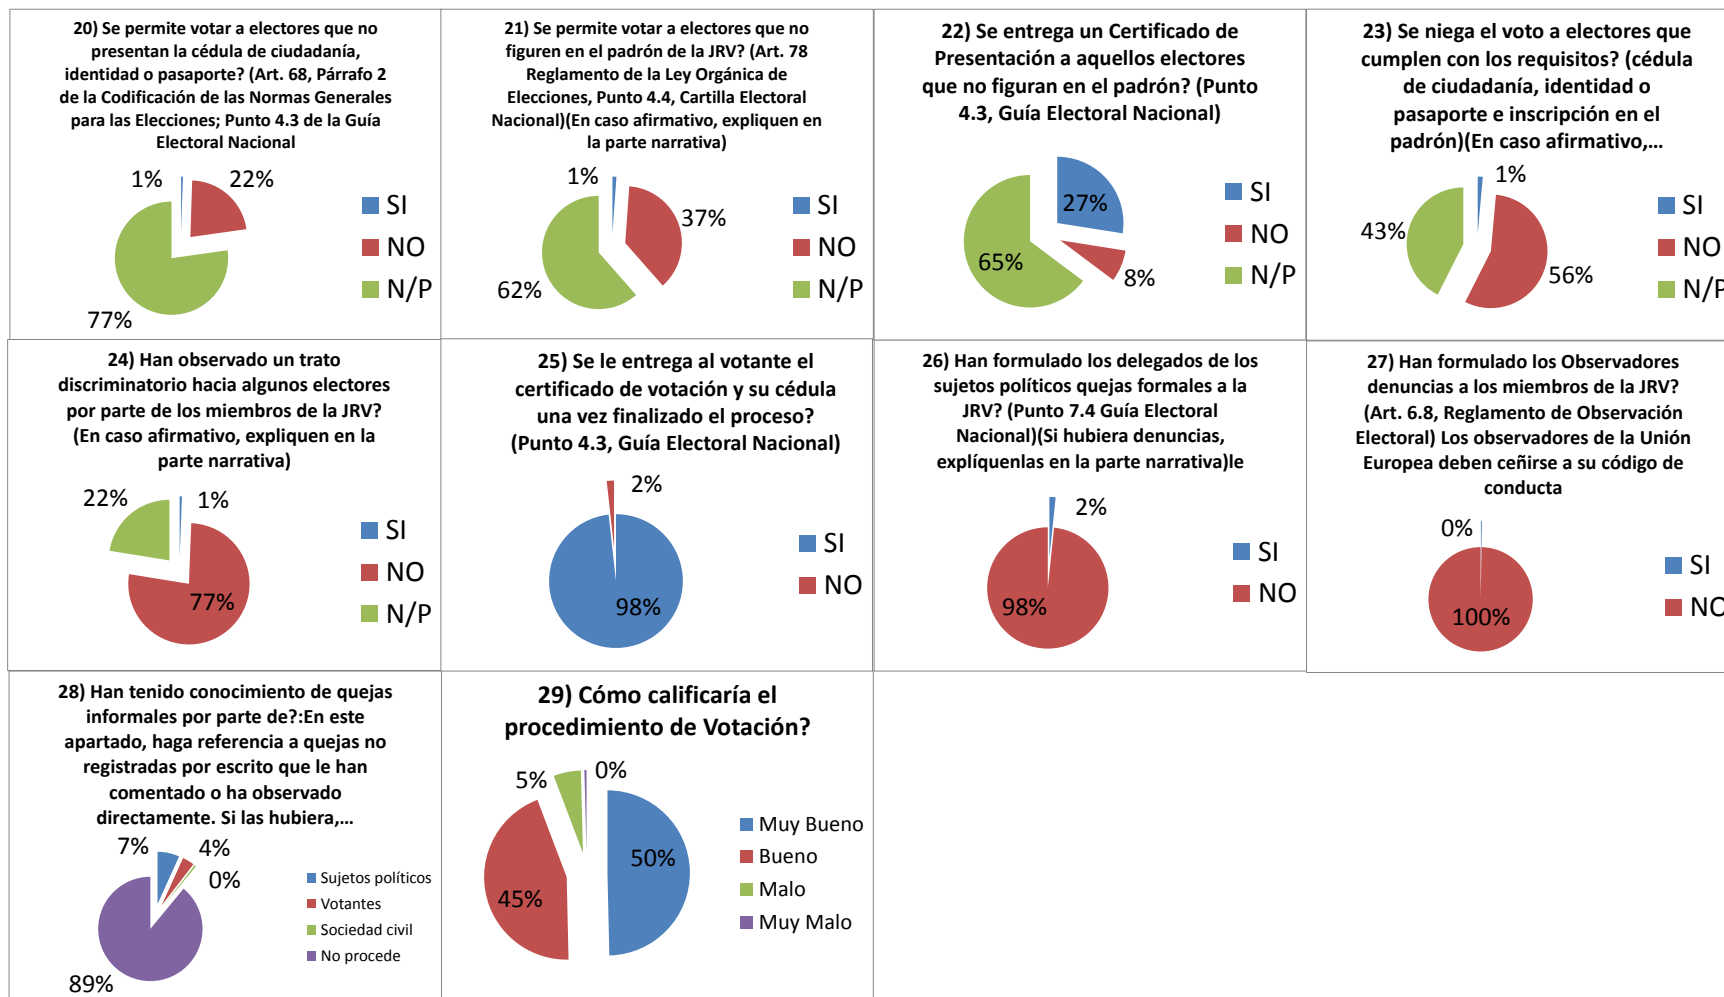 20) Se permite votar a electores que no
presentan la cédula de ciudadanía,
identidad o pasaporte? (Art. 68, Párrafo 2
de la Codificación de las Normas Generales
para las Elecciones; Punto 4.3 de la Guía
Electoral Nacional
1%
22%
77%
SI
NO
N/P
21) Se permite votar a electores que no
figuren en el padrón de la JRV? (Art. 78
Reglamento de la Ley Orgánica de
Elecciones, Punto 4.4, Cartilla Electoral
Nacional)(En caso afirmativo, expliquen en
la parte narrativa)
1%
37%
62%
SI
NO
N/P
22) Se entrega un Certificado de
Presentación a aquellos electores
que no figuran en el padrón? (Punto
4.3, Guía Electoral Nacional)
27%
8%
65%
SI
NO
N/P
23) Se niega el voto a electores que
cumplen con los requisitos? (cédula
de ciudadanía, identidad o
pasaporte e inscripción en el
padrón)(En caso afirmativo,...
1%
43%
56%
SI
NO
N/P
24) Han observado un trato
discriminatorio hacia algunos electores
por parte de los miembros de la JRV?
(En caso afirmativo, expliquen en la
parte narrativa)
22%
1%
77%
SI
NO
N/P
25) Se le entrega al votante el
certificado de votación y su cédula
una vez finalizado el proceso?
(Punto 4.3, Guía Electoral Nacional)
2%
98%
SI
NO
26) Han formulado los delegados de los
sujetos políticos quejas formales a la
JRV? (Punto 7.4 Guía Electoral
Nacional)(Si hubiera denuncias,
explíquenlas en la parte narrativa)le
2%
98%
SI
NO
27) Han formulado los Observadores
denuncias a los miembros de la JRV?
(Art. 6.8, Reglamento de Observación
Electoral) Los observadores de la Unión
Europea deben ceñirse a su código de
conducta
0%
100%
SI
NO
28) Han tenido conocimiento de quejas
informales por parte de?:En este
apartado, haga referencia a quejas no
registradas por escrito que le han
comentado o ha observado
directamente. Si las hubiera,...
7%
4%
0%
89%
Sujetos políticos
Votantes
Sociedad civil
No procede
29) Cómo calificaría el
procedimiento de Votación?
5%
0%
50%
45%
Muy Bueno
Bueno
Malo
Muy Malo